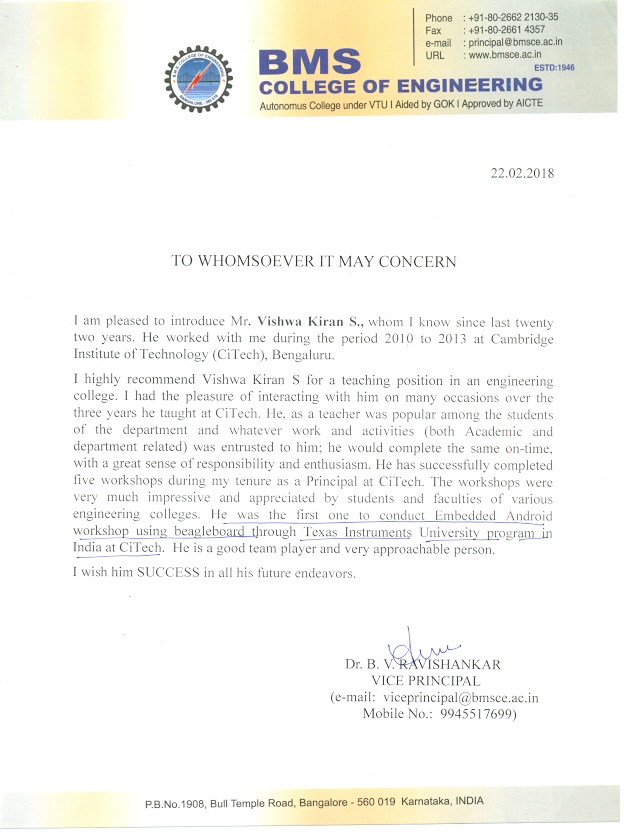 Phone : +91-80-2662 2130-35
Fax : +91-80-2661 4357
e-mail : principal@bmsce.ac.in
URL : www.bmsce.ac.in
ESTD:1946
BMS
COLLEGE OF ENGINEERING
Autonomus College under VTU I Aided by GOK I Approved by AICTE
22.02.2018
TO WHOMSOEVER IT MAY CONCERN
I am pleased to introduce Mr. Vishwa Kiran S., whom I know since last twenty
two years. He worked with me during the period 2010 to 2013 at Cambridge
Institute of Technology (CiTech), Bengaluru.
I highly recommend Vishwa Kiran S for a teaching position in an engineering
college. I had the pleasure of interacting with him on many occasions over the
three years he taught at CiTech. He, as a teacher was popular among the students
of the department and whatever work and activities (both Academic and
department related) was entrusted to him; he would complete the same on-time,
with a great sense of responsibility and enthusiasm. He has successfully completed
five workshops during my tenure as a Principal at CiTech. The workshops were
very much impressive and appreciated by students and faculties of various
engineering colleges. He was the first one to conduct Embedded Android
workshop using beagleboard through Texas Instruments University program in
India at CiTech. He is a good team player and very approachable person.
I wish him SUCCESS in all his future endeavors.
Dr. B. V. RAVISHANKAR
VICE PRINCIPAL
(e-mail: viceprincipal@bmsce.ac.in
Mobile No.: 9945517699)
P.B.No.1908, Bull Temple Road, Bangalore - 560 019 Karnataka, INDIA